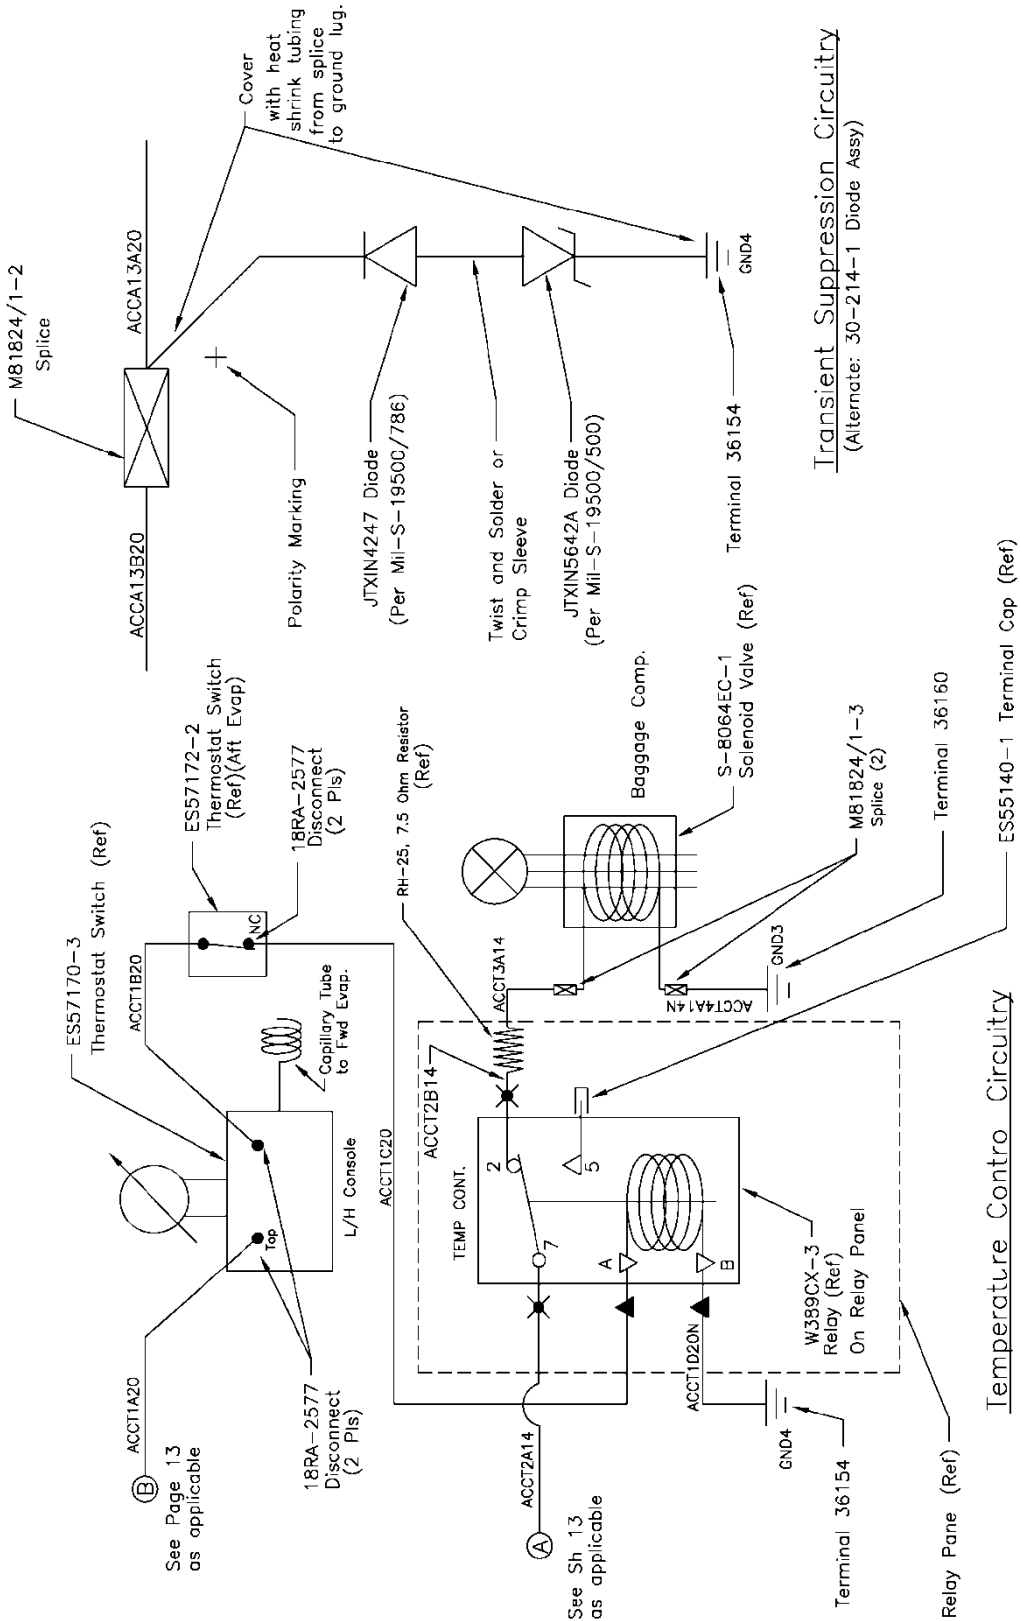 ACCA13B20
ACCA13A20
M81824/1-2
Splice
Polarity Marking
Cover
with heat
shrink tubing
from splice
to ground lug.
JTXIN4247 Diode
(Per Mil-S-19500/786)
Twist and Solder or
Crimp Sleeve
JTXIN5642A Diode
(Per Mil-S-19500/500)
Terminal 36154
GND4
Transient Suppression Circuitry
(Alternate: 30-214-1 Diode Assy)
B
ACCT1A20
See Page 13
as applicable
18RA-2577
Disconnect
(2 Pls)
Top
L/H Console
ES57170-3
Thermostat Switch (Ref)
ACCT1B20
Capillary Tube
to Fwd Evap.
ES57172-2
Thermostat Switch
(Ref)(Aft Evap)
NC
18RA-2577
Disconnect
(2 Pls)
ACCT1C20
A
ACCT2A14
See Sh 13
as applicable
TEMP CONT.
7
2
5
A
B
ACCT2B14
RH-25, 7.5 Ohm Resistor
(Ref)
ACCT3A14
ACCT4A14N
GND3
Baggage Comp.
S-8064EC-1
Solenoid Valve (Ref)
M81824/1-3
Splice (2)
Terminal 36160
ES55140-1 Terminal Cap (Ref)
ACCT1D20N
GND4
Terminal 36154
W389CX-3
Relay (Ref)
On Relay Panel
Relay Pane (Ref)
Temperature Contro Circuitry